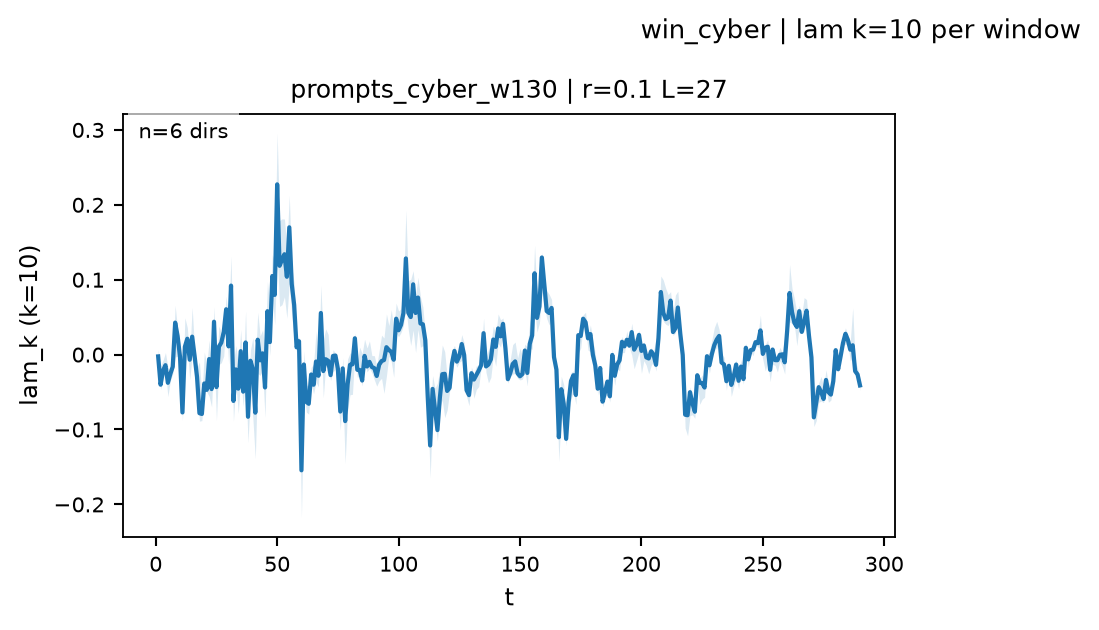 win_cyber | lam k=10 per window
prompts_cyber_w130 | r=0.1 L=27
n=6 dirs
0.3
0.2
0.1
0.0
−0.1
−0.2
lam_k (k=10)
0 50 100 150 200 250 300
t